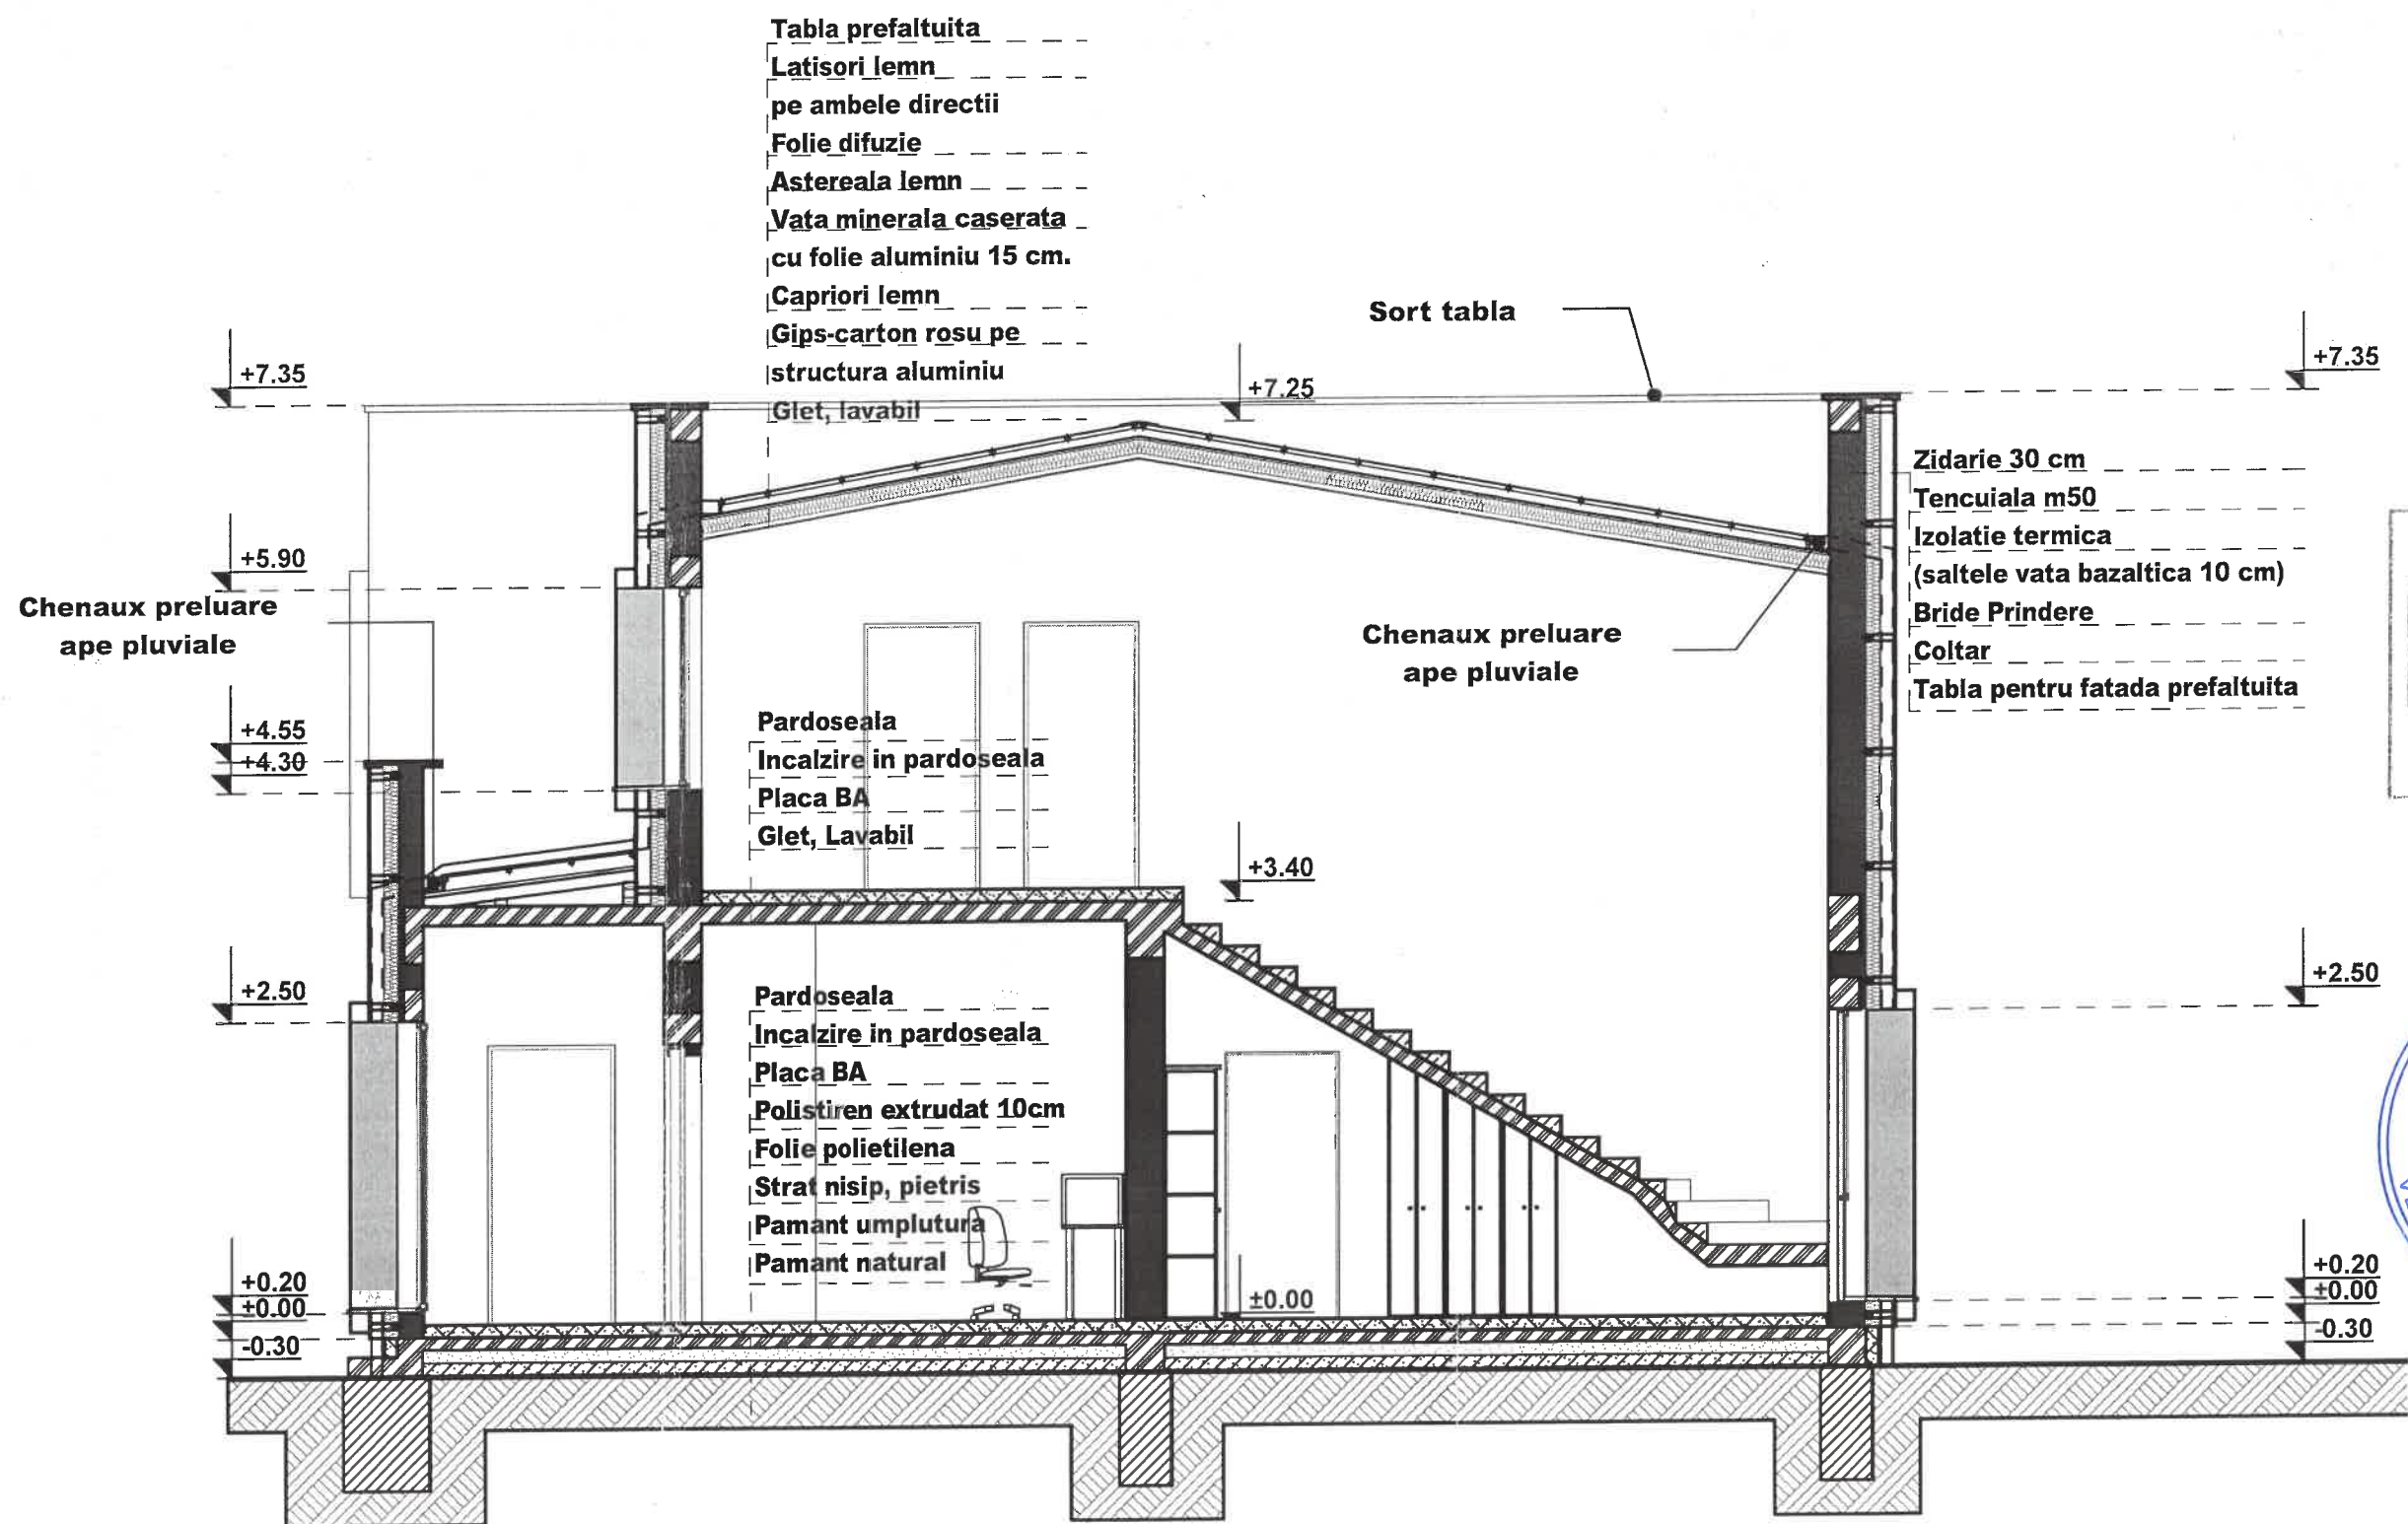 Tabla prefaltuita
Latisori lemn
pe ambele directii
Folie difuzie
Astereala lemn
Vata minerala caserata
cu folie aluminiu 15 cm.
Capriori lemn
Gips-carton rosu pe
structura aluminiu
Glet, lavabil
Sort tabla
+7.35
+7.25
+7.35
Zidarie 30 cm
Tencuiala m50
Izolatie termica
(saltele vata bazaltica 10 cm)
Bride Prindere
Coltar
Tabla pentru fatada prefaltuita
+5.90
Chenaux preluare
ape pluviale
Chenaux preluare
ape pluviale
+4.55
+4.30
Pardoseala
Incalzire in pardoseala
Placa BA
Glet, Lavabil
+3.40
+2.50
+2.50
Pardoseala
Incalzire in pardoseala
Placa BA
Polistiren extrudat 10cm
Folie polietilena
Strat nisip, pietris
Pamant umplutura
Pamant natural
+0.20
±0.00
-0.30
±0.00
+0.20
±0.00
-0.30